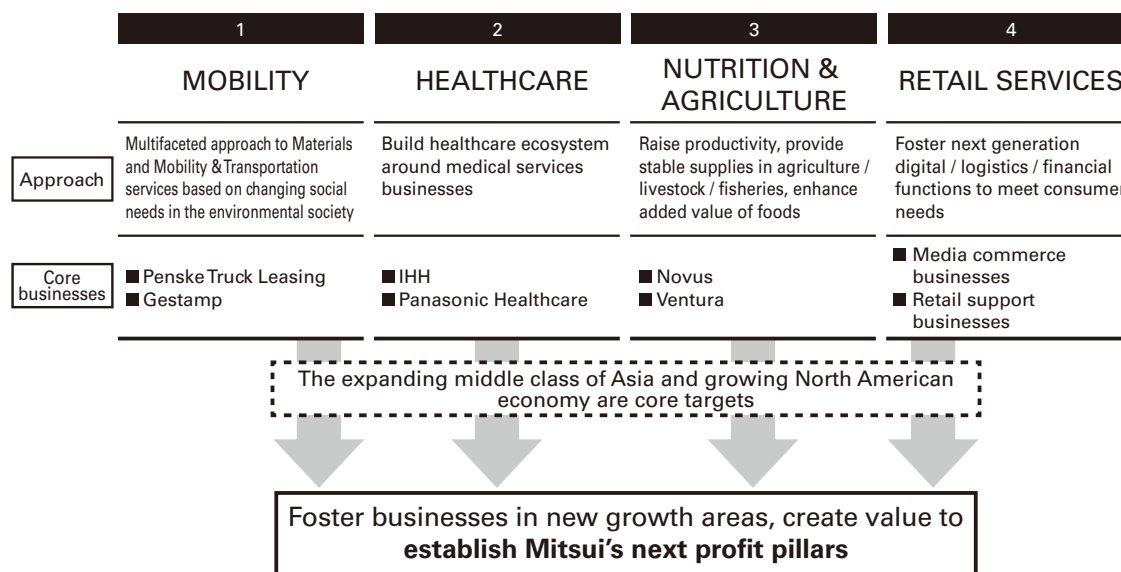 1
2
3
4
MOBILITY
HEALTHCARE
NUTRITION &
AGRICULTURE
RETAIL SERVICES
Approach
Multifaceted approach to Materials
and Mobility & Transportation
services based on changing social
needs in the environmental society
Build healthcare ecosystem
around medical services
businesses
Raise productivity, provide
stable supplies in agriculture /
livestock / fisheries, enhance
added value of foods
Foster next generation
digital / logistics / financial
functions to meet consumer
needs
Core
businesses
■ Penske Truck Leasing
■ Gestamp
■ IHH
■ Panasonic Healthcare
■ Novus
■ Ventura
■ Media commerce
businesses
■ Retail support
businesses
The expanding middle class of Asia and growing North American
economy are core targets
Foster businesses in new growth areas, create value to
establish Mitsui's next profit pillars